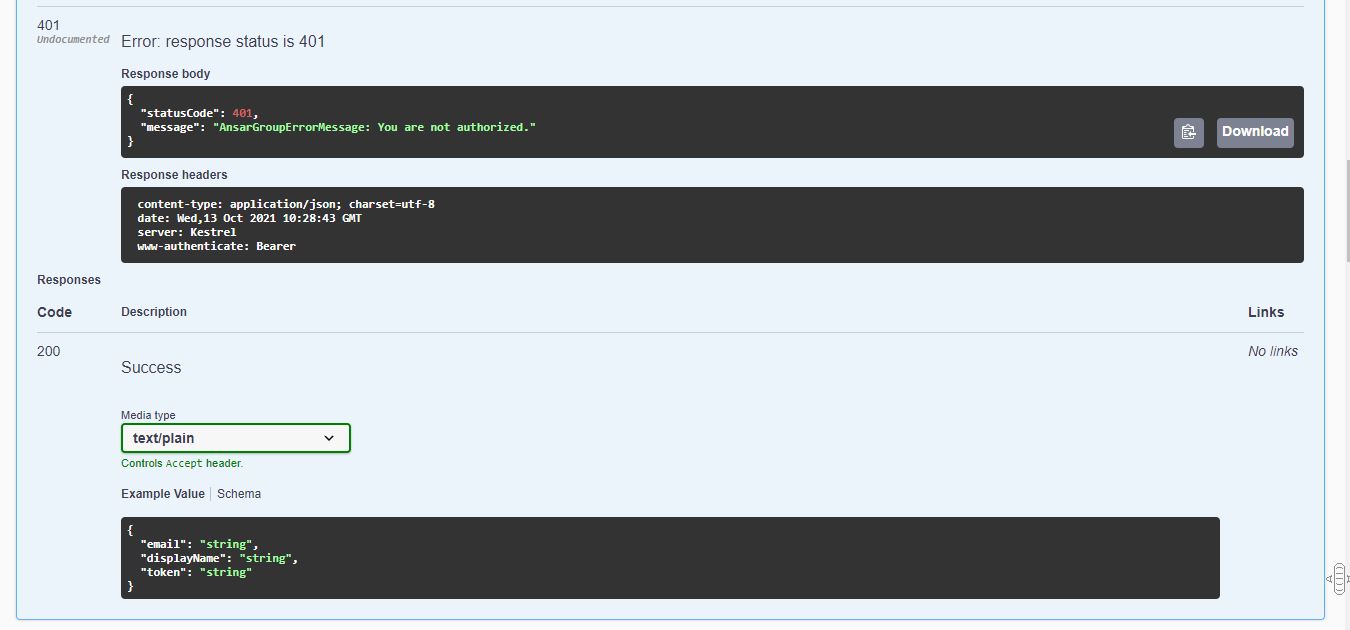 401
Undocumented
Error: response status is 401
Response body
{
"statusCode": 401,
"message": "AnsarGroupErrorMessage: You are not authorized."
}
Download
Response headers
content-type: application/json; charset=utf-8
date: Wed,13 Oct 2021 10:28:43 GMT
server: Kestrel
www-authenticate: Bearer
Responses
Code Description Links
200 Success No links
Media type
text/plain
Controls Accept header.
Example Value | Schema
{
"email": "string",
"displayName": "string",
"token": "string"
}